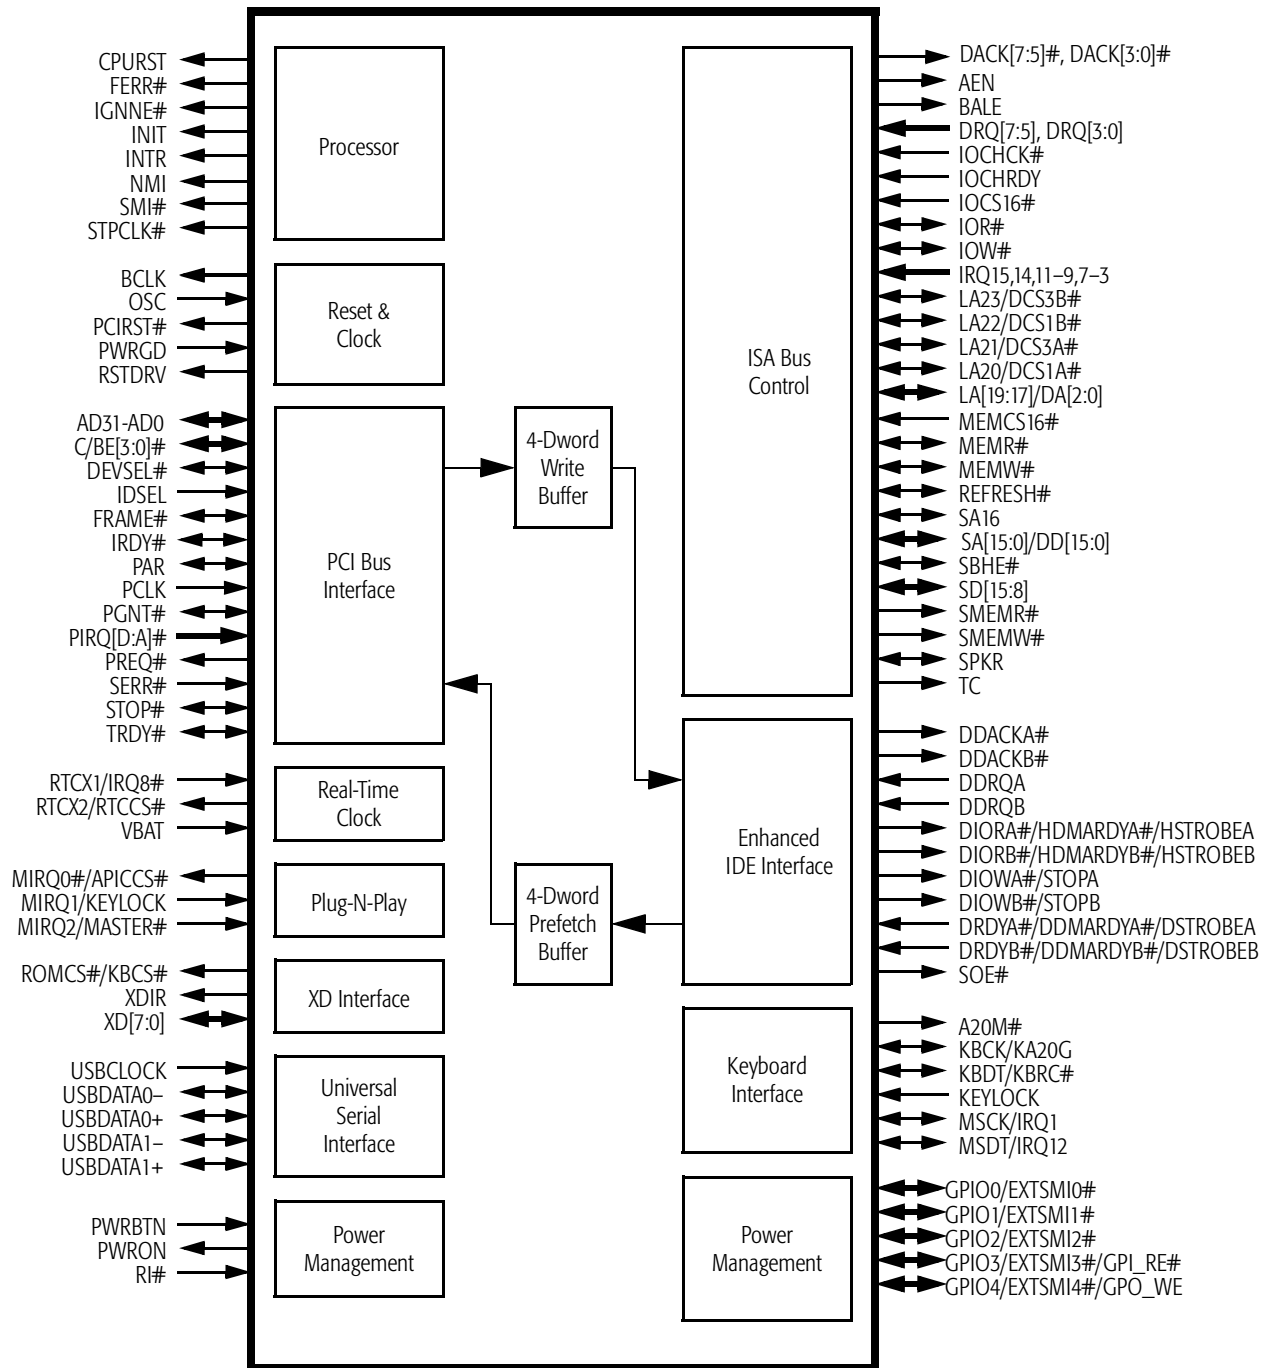 CPURST
FERR#
IGNNE#
INIT
INTR
NMI
SMI#
STPCLK#
Processor
BCLK
OSC
PCIRST#
PWRGD
RSTDRV
Reset &
Clock
AD31-AD0
C/BE[3:0]#
DEVSEL#
IDSEL
FRAME#
IRDY#
PAR
PCLK
PGNT#
PIRQ[D:A]#
PREQ#
SERR#
STOP#
TRDY#
PCI Bus
Interface
RTCX1/IRQ8#
RTCX2/RTCCS#
VBAT
Real-Time
Clock
MIRQ0#/APICCS#
MIRQ1/KEYLOCK
MIRQ2/MASTER#
Plug-N-Play
ROMCS#/KBCS#
XDIR
XD[7:0]
XD Interface
USBCLOCK
USBDATA0–
USBDATA0+
USBDATA1–
USBDATA1+
Universal
Serial
Interface
PWRBTN
PWRON
RI#
Power
Management
4-Dword
Write
Buffer
4-Dword
Prefetch
Buffer
ISA Bus
Control
DACK[7:5]#, DACK[3:0]#
AEN
BALE
DRQ[7:5], DRQ[3:0]
IOCHCK#
IOCHRDY
IOCS16#
IOR#
IOW#
IRQ15,14,11–9,7–3
LA23/DCS3B#
LA22/DCS1B#
LA21/DCS3A#
LA20/DCS1A#
LA[19:17]/DA[2:0]
MEMCS16#
MEMR#
MEMW#
REFRESH#
SA16
SA[15:0]/DD[15:0]
SBHE#
SD[15:8]
SMEMR#
SMEMW#
SPKR
TC
Enhanced
IDE Interface
DDACKA#
DDACKB#
DDRQA
DDRQB
DIORA#/HDMARDYA#/HSTROBEA
DIORB#/HDMARDYB#/HSTROBEB
DIOWA#/STOPA
DIOWB#/STOPB
DRDYA#/DDMARDYA#/DSTROBEA
DRDYB#/DDMARDYB#/DSTROBEB
SOE#
Keyboard
Interface
A20M#
KBCK/KA20G
KBDT/KBRC#
KEYLOCK
MSCK/IRQ1
MSDT/IRQ12
Power
Management
GPIO0/EXTSMI0#
GPIO1/EXTSMI1#
GPIO2/EXTSMI2#
GPIO3/EXTSMI3#/GPI_RE#
GPIO4/EXTSMI4#/GPO_WE